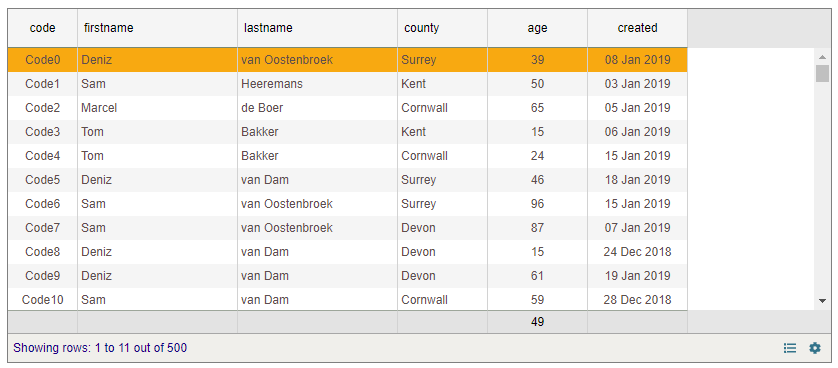 code firstname lastname county age created
Code0 Deniz van Oostenbroek Surrey 39 08 Jan 2019
Code1 Sam Heeremans Kent 50 03 Jan 2019
Code2 Marcel de Boer Cornwall 65 05 Jan 2019
Code3 Tom Bakker Kent 15 06 Jan 2019
Code4 Tom Bakker Cornwall 24 15 Jan 2019
Code5 Deniz van Dam Surrey 46 18 Jan 2019
Code6 Sam van Oostenbroek Surrey 96 15 Jan 2019
Code7 Sam van Oostenbroek Devon 87 07 Jan 2019
Code8 Deniz van Dam Devon 15 24 Dec 2018
Code9 Deniz van Dam Devon 61 19 Jan 2019
Code10 Sam van Dam Cornwall 59 28 Dec 2018
49
Showing rows: 1 to 11 out of 500